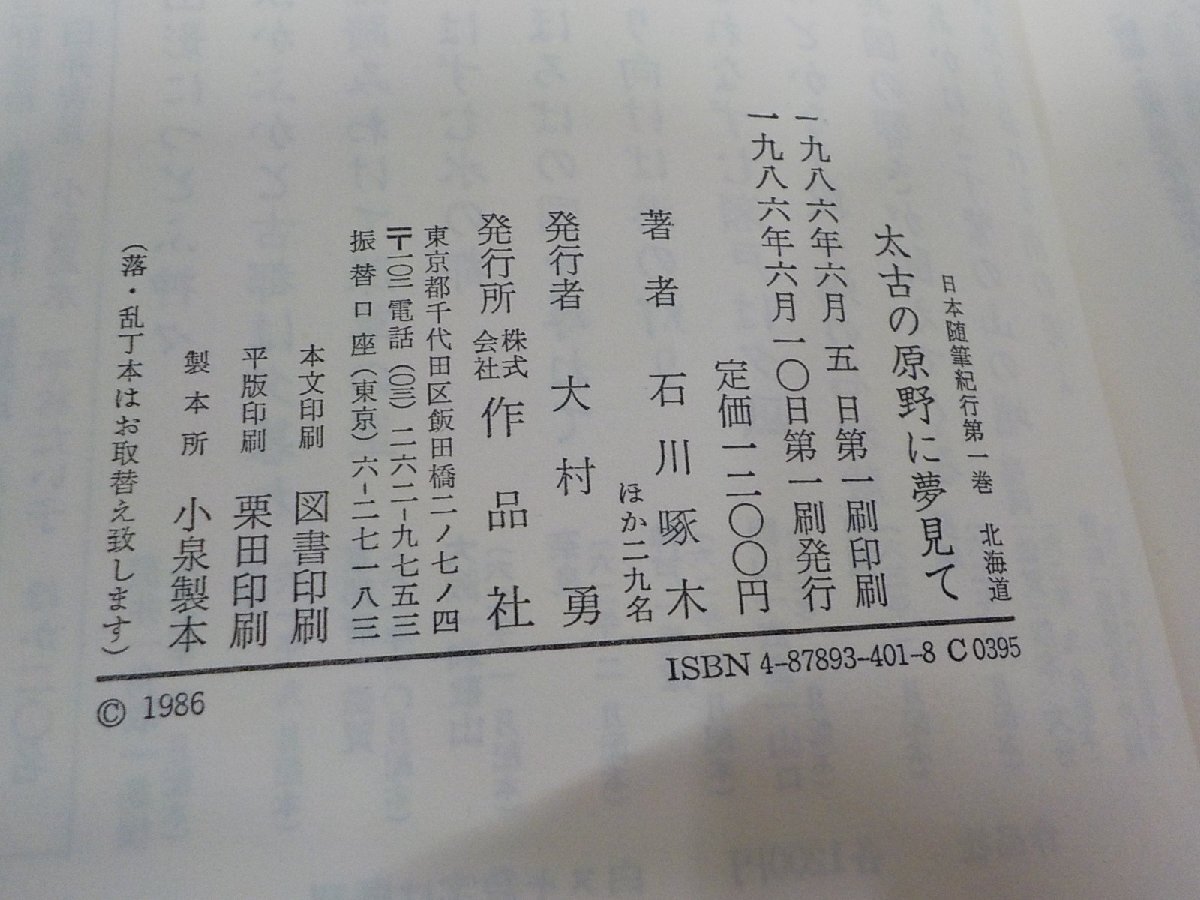 日本随筆紀行第一巻 北海道
太古の原野に夢見て
一九八六年六月 五 日第一刷印刷
一九八六年六月一〇日第一刷発行
定価一二〇〇円
著者 石川啄木
ほか二九名
発行者 大村 勇
発行所 株式会社 作品社
東京都千代田区飯田橋二ノ七ノ四
〒一〇二 電話(〇三)二六二-九七五三
振替口座(東京)六-二七一八三
本文印刷 図書印刷
平版印刷 栗田印刷
製本所 小泉製本
(落・乱丁本はお取替え致します)
ISBN 4-87893-401-8 C0395
© 1986